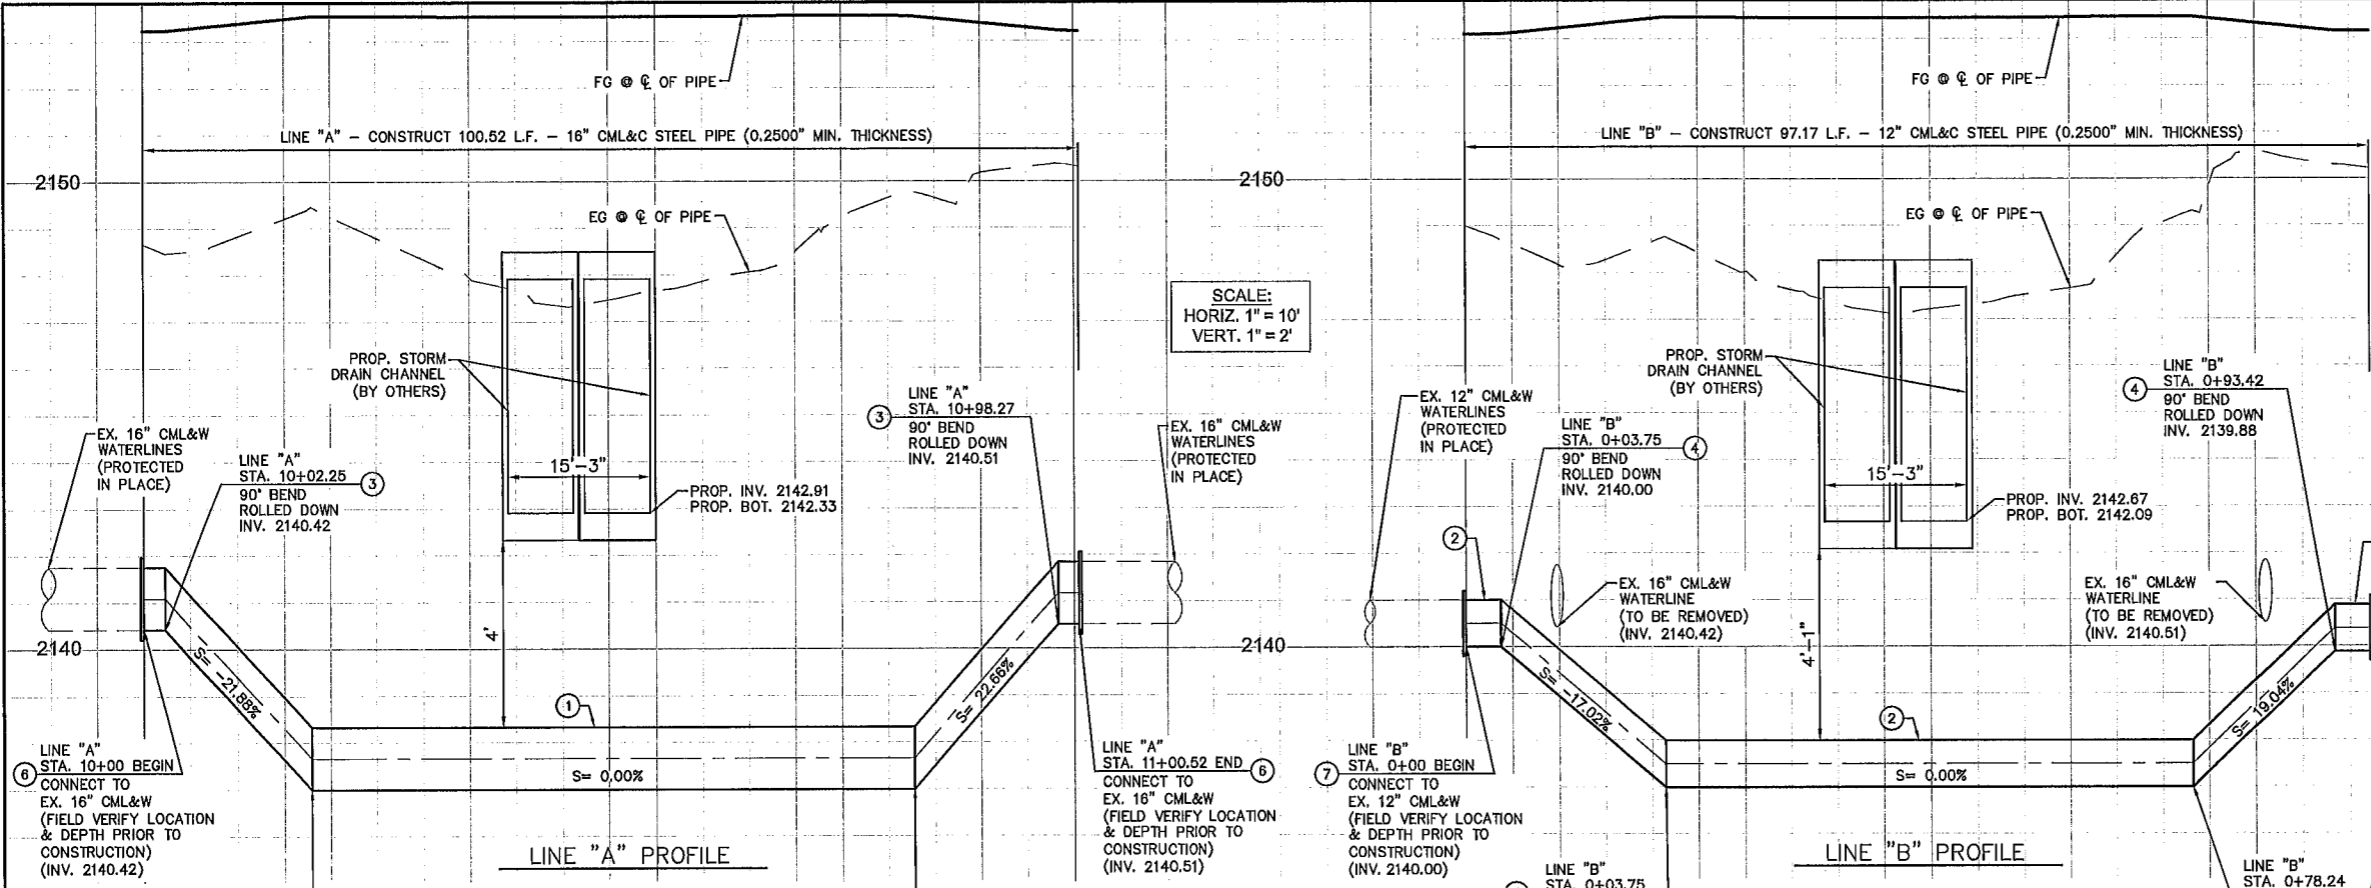 FG @ ℄ OF PIPE
LINE "A" - CONSTRUCT 100.52 L.F. - 16" CML&C STEEL PIPE (0.2500" MIN. THICKNESS)
2150
EG @ ℄ OF PIPE
PROP. STORM
DRAIN CHANNEL
(BY OTHERS)
15'-3"
PROP. INV. 2142.91
PROP. BOT. 2142.33
EX. 16" CML&W
WATERLINES
(PROTECTED
IN PLACE)
LINE "A"
STA. 10+02.25
3
90° BEND
ROLLED DOWN
INV. 2140.42
3
LINE "A"
STA. 10+98.27
90° BEND
ROLLED DOWN
INV. 2140.51
EX. 16" CML&W
WATERLINES
(PROTECTED
IN PLACE)
2140
4'
S= -21.88%
1
S= 0.00%
S= 22.66%
6
LINE "A"
STA. 10+00 BEGIN
CONNECT TO
EX. 16" CML&W
(FIELD VERIFY LOCATION
& DEPTH PRIOR TO
CONSTRUCTION)
(INV. 2140.42)
LINE "A"
STA. 11+00.52 END
6
CONNECT TO
EX. 16" CML&W
(FIELD VERIFY LOCATION
& DEPTH PRIOR TO
CONSTRUCTION)
(INV. 2140.51)
LINE "A" PROFILE
SCALE:
HORIZ. 1" = 10'
VERT. 1" = 2'
FG @ ℄ OF PIPE
LINE "B" - CONSTRUCT 97.17 L.F. - 12" CML&C STEEL PIPE (0.2500" MIN. THICKNESS)
2150
EG @ ℄ OF PIPE
PROP. STORM
DRAIN CHANNEL
(BY OTHERS)
15'-3"
PROP. INV. 2142.67
PROP. BOT. 2142.09
EX. 12" CML&W
WATERLINES
(PROTECTED
IN PLACE)
LINE "B"
STA. 0+03.75
4
90° BEND
ROLLED DOWN
INV. 2140.00
4
LINE "B"
STA. 0+93.42
90° BEND
ROLLED DOWN
INV. 2139.88
2
EX. 16" CML&W
WATERLINE
(TO BE REMOVED)
(INV. 2140.42)
EX. 16" CML&W
WATERLINE
(TO BE REMOVED)
(INV. 2140.51)
2140
4'-1"
S= -17.02%
2
S= 0.00%
S= 19.04%
7
LINE "B"
STA. 0+00 BEGIN
CONNECT TO
EX. 12" CML&W
(FIELD VERIFY LOCATION
& DEPTH PRIOR TO
CONSTRUCTION)
(INV. 2140.00)
LINE "B" PROFILE
LINE "B"
STA. 0+03.75
LINE "B"
STA. 0+78.24